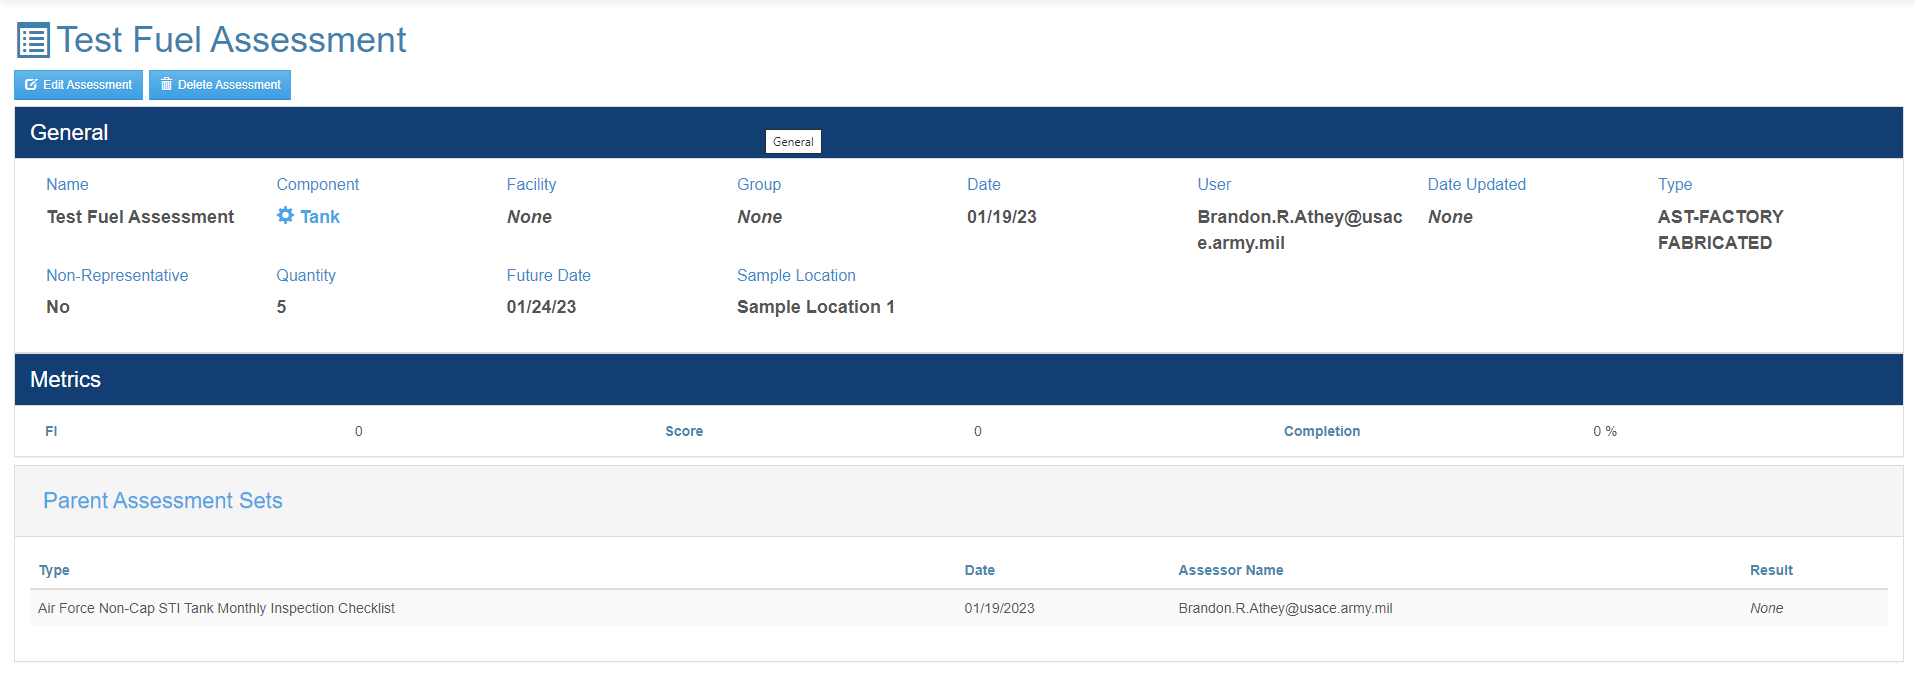 Test Fuel Assessment
Edit Assessment Delete Assessment
General
General
Name Component Facility Group Date User Date Updated Type
Test Fuel Assessment Tank None None 01/19/23 Brandon.R.Athey@usac None AST-FACTORY
e.army.mil FABRICATED
Non-Representative Quantity Future Date Sample Location
No 5 01/24/23 Sample Location 1
Metrics
FI 0 Score 0 Completion 0 %
Parent Assessment Sets
Type Date Assessor Name Result
Air Force Non-Cap STI Tank Monthly Inspection Checklist 01/19/2023 Brandon.R.Athey@usace.army.mil None